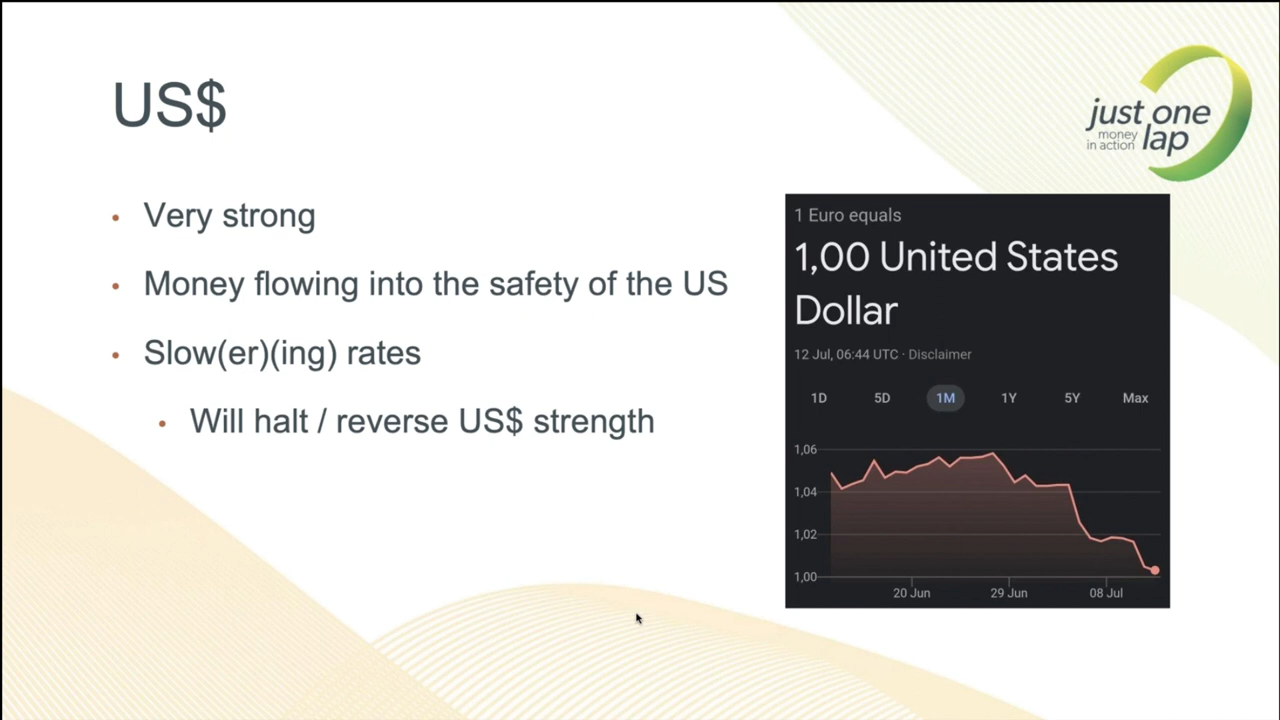 US$
just one
money
in action lap
• Very strong
• Money flowing into the safety of the US
• Slow(er)(ing) rates
• Will halt / reverse US$ strength
1 Euro equals
1,00 United States
Dollar
12 Jul, 06:44 UTC · Disclaimer
1D 5D 1M 1Y 5Y Max
1,06
1,04
1,02
1,00
20 Jun 29 Jun 08 Jul